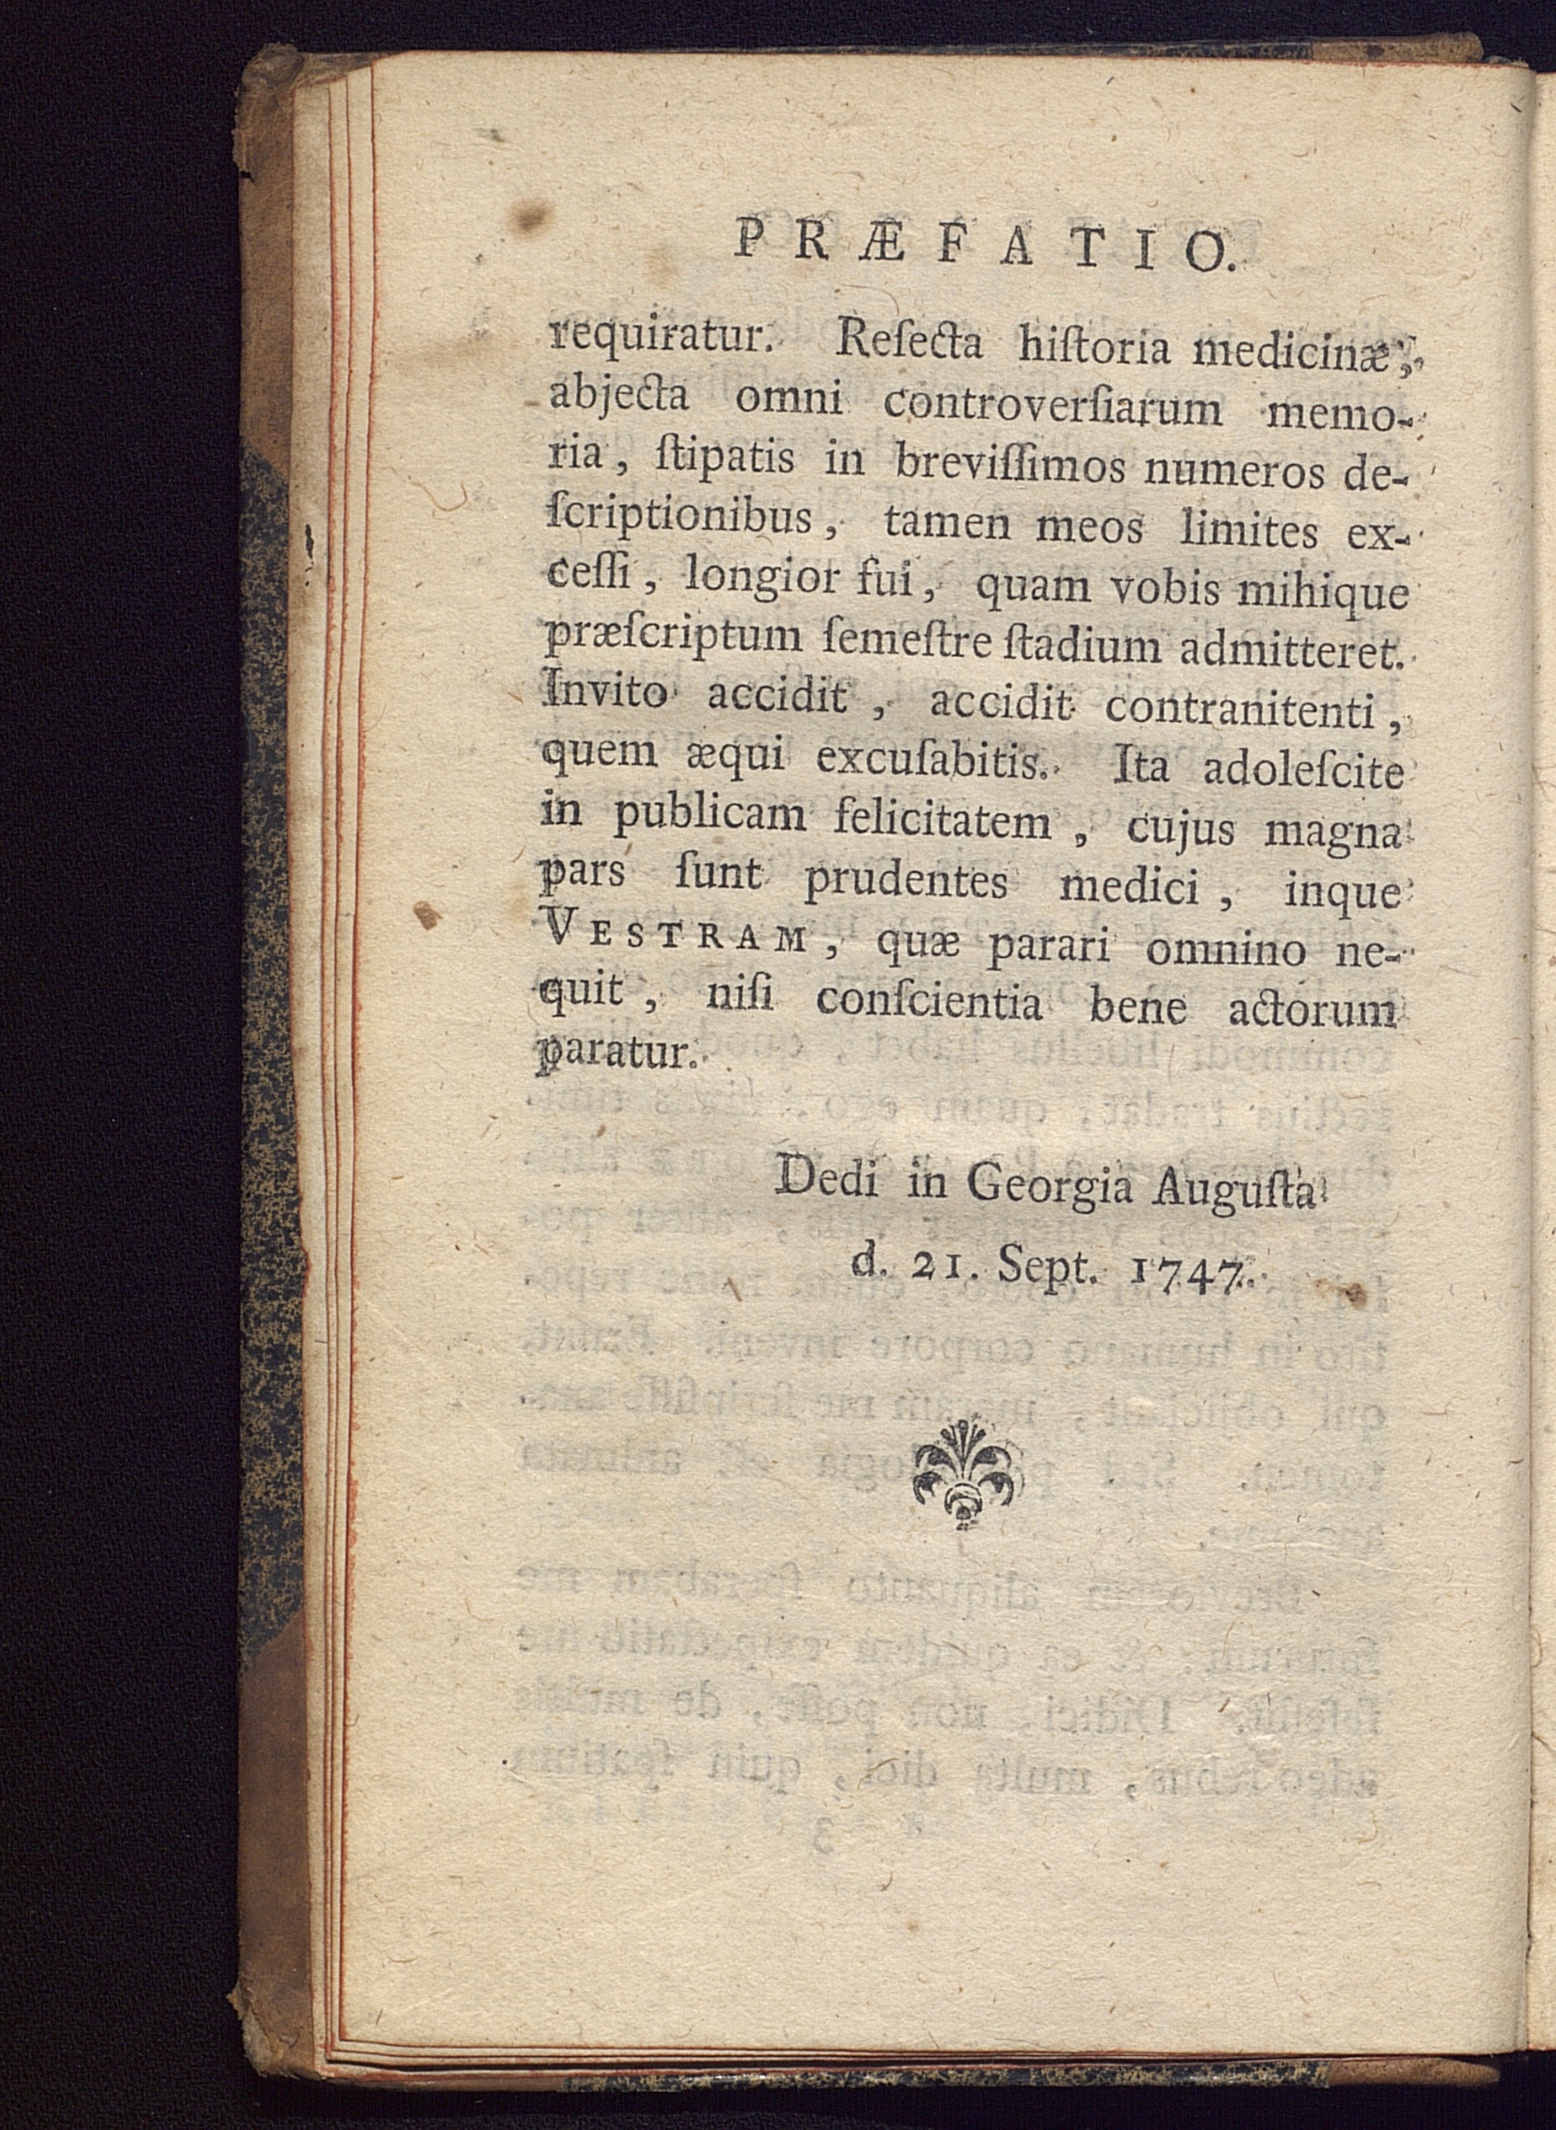 PRÆFATIO.
requiratur. Reſecta hiſtoria medicinæ,
abjecta omni controverſiarum memo-
ria, ſtipatis in breviſſimos numeros de-
ſcriptionibus, tamen meos limites ex-
ceſſi, longior fui, quam vobis mihique
præſcriptum ſemeſtre ſtadium admitteret.
Invito accidit, accidit contranitenti,
quem æqui excuſabitis. Ita adoleſcite
in publicam felicitatem, cujus magna
pars ſunt prudentes medici, inque
VESTRAM, quæ parari omnino ne-
quit, niſi conſcientia bene actorum
paratur.
Dedi in Georgia Auguſta
d. 21. Sept. 1747.